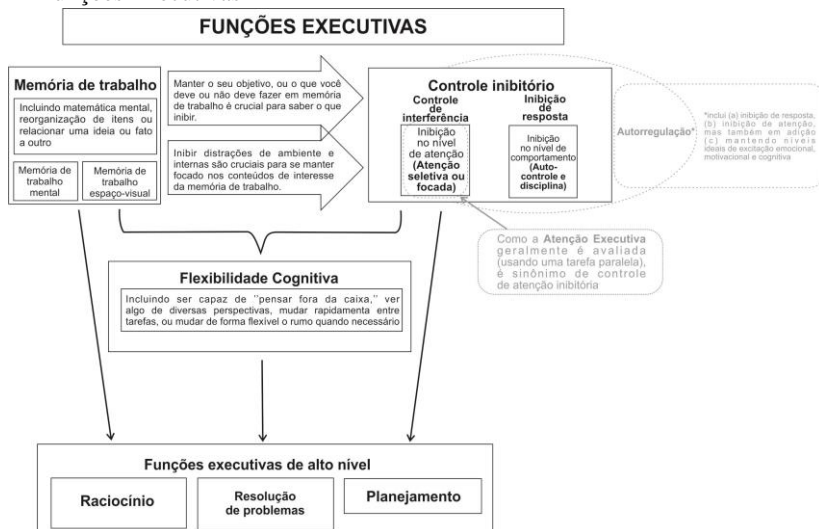 FUNÇÕES EXECUTIVAS
Memória de trabalho
Incluindo matemática mental,
reorganização de itens ou
relacionar uma ideia ou fato
a outro
Memória de
trabalho
mental
Memória de
trabalho
espaço-visual
Manter o seu objetivo, ou o que você
deve ou não deve fazer em memória
de trabalho é crucial para saber o que
inibir.
Inibir distrações de ambiente e
internas são cruciais para se manter
focado nos conteúdos de interesse
da memória de trabalho.
Controle inibitório
Controle
de
interferência
Inibição
no nível
de atenção
(Atenção
seletiva ou
focada)
Inibição
de
resposta
Inibição
no nível de
comportamento
(Auto-
controle e
disciplina)
Autorregulação*
*inclui (a) inibição de resposta,
(b) inibição de atenção,
mas também em adição
(c) mantendo níveis
ideais de excitação emocional,
motivacional e cognitiva
Como a Atenção Executiva
geralmente é avaliada
(usando uma tarefa paralela),
é sinônimo de controle
de atenção inibitória
Flexibilidade Cognitiva
Incluindo ser capaz de "pensar fora da caixa," ver
algo de diversas perspectivas, mudar rapidamente entre
tarefas, ou mudar de forma flexível o rumo quando necessário
Funções executivas de alto nível
Raciocínio
Resolução
de problemas
Planejamento